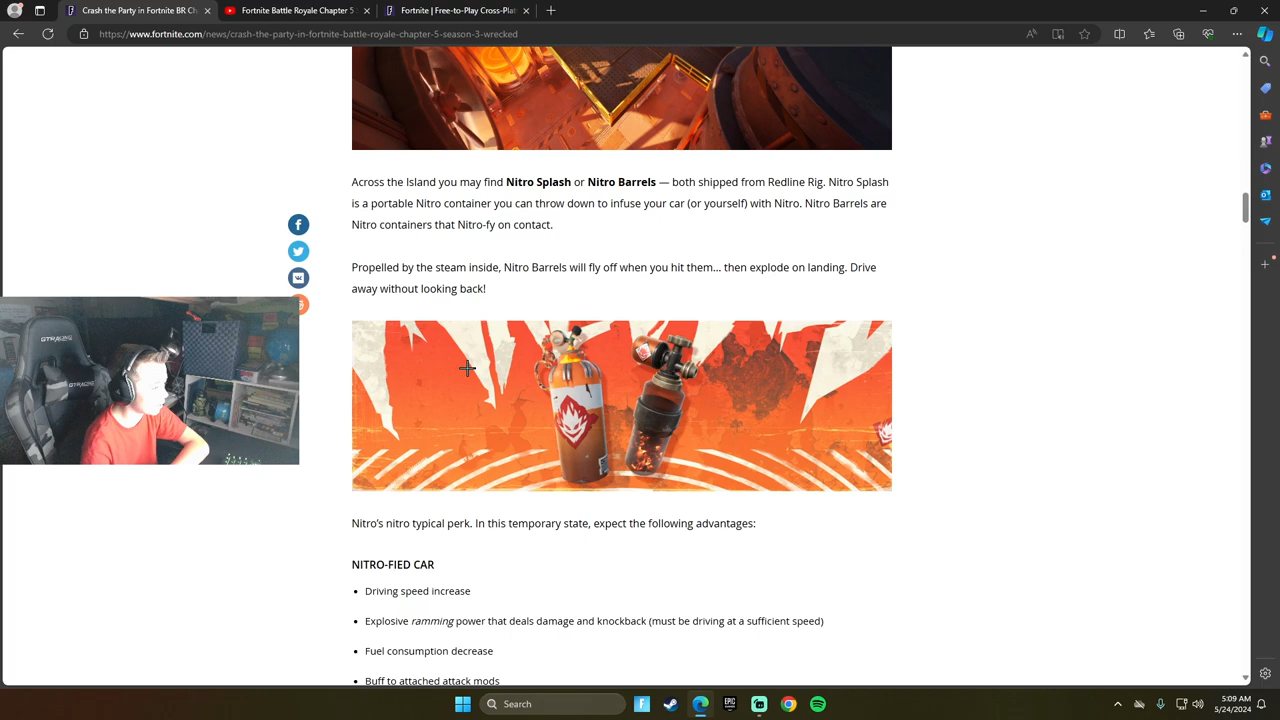 Crash the Party in Fortnite BR Ch
Fortnite Battle Royale Chapter 5
Fortnite | Free-to-Play Cross-Plat
https://www.fortnite.com/news/crash-the-party-in-fortnite-battle-royale-chapter-5-season-3-wrecked
Across the Island you may find Nitro Splash or Nitro Barrels — both shipped from Redline Rig. Nitro Splash
is a portable Nitro container you can throw down to infuse your car (or yourself) with Nitro. Nitro Barrels are
Nitro containers that Nitro-fy on contact.
Propelled by the steam inside, Nitro Barrels will fly off when you hit them... then explode on landing. Drive
away without looking back!
GTRACING
GTRACING
Nitro’s nitro typical perk. In this temporary state, expect the following advantages:
NITRO-FIED CAR
• Driving speed increase
• Explosive ramming power that deals damage and knockback (must be driving at a sufficient speed)
• Fuel consumption decrease
• Buff to attached attack mods
Search
EPIC
5:09 AM
5/24/2024